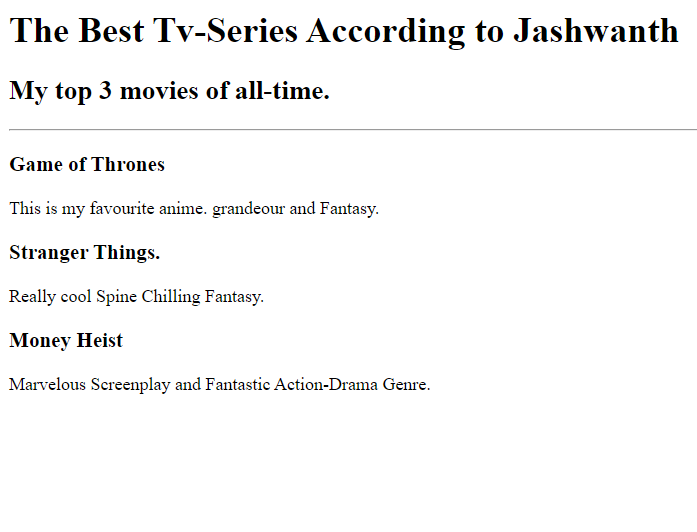 The Best Tv-Series According to Jashwanth
My top 3 movies of all-time.
Game of Thrones
This is my favourite anime. grandeour and Fantasy.
Stranger Things.
Really cool Spine Chilling Fantasy.
Money Heist
Marvelous Screenplay and Fantastic Action-Drama Genre.